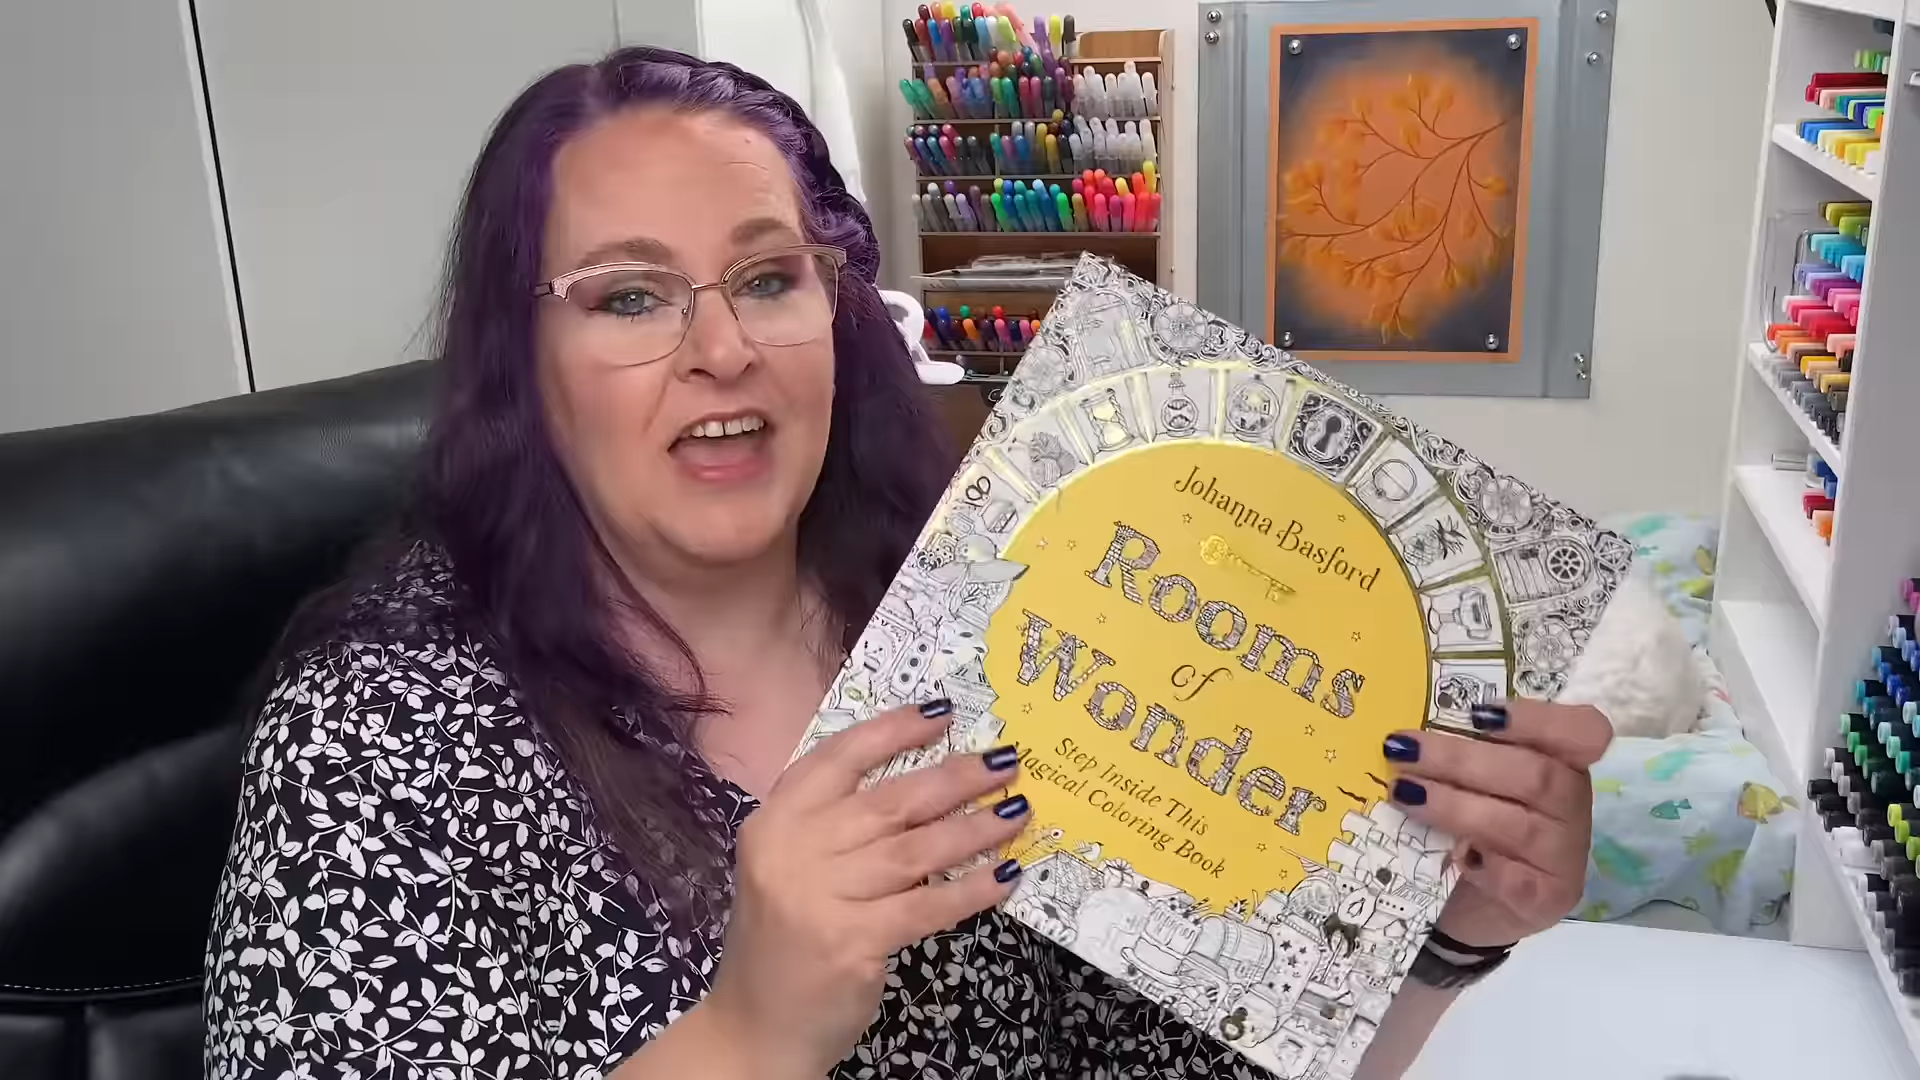 Johanna Basford
Rooms
of
Wonder
Step Inside This
Magical Coloring Book